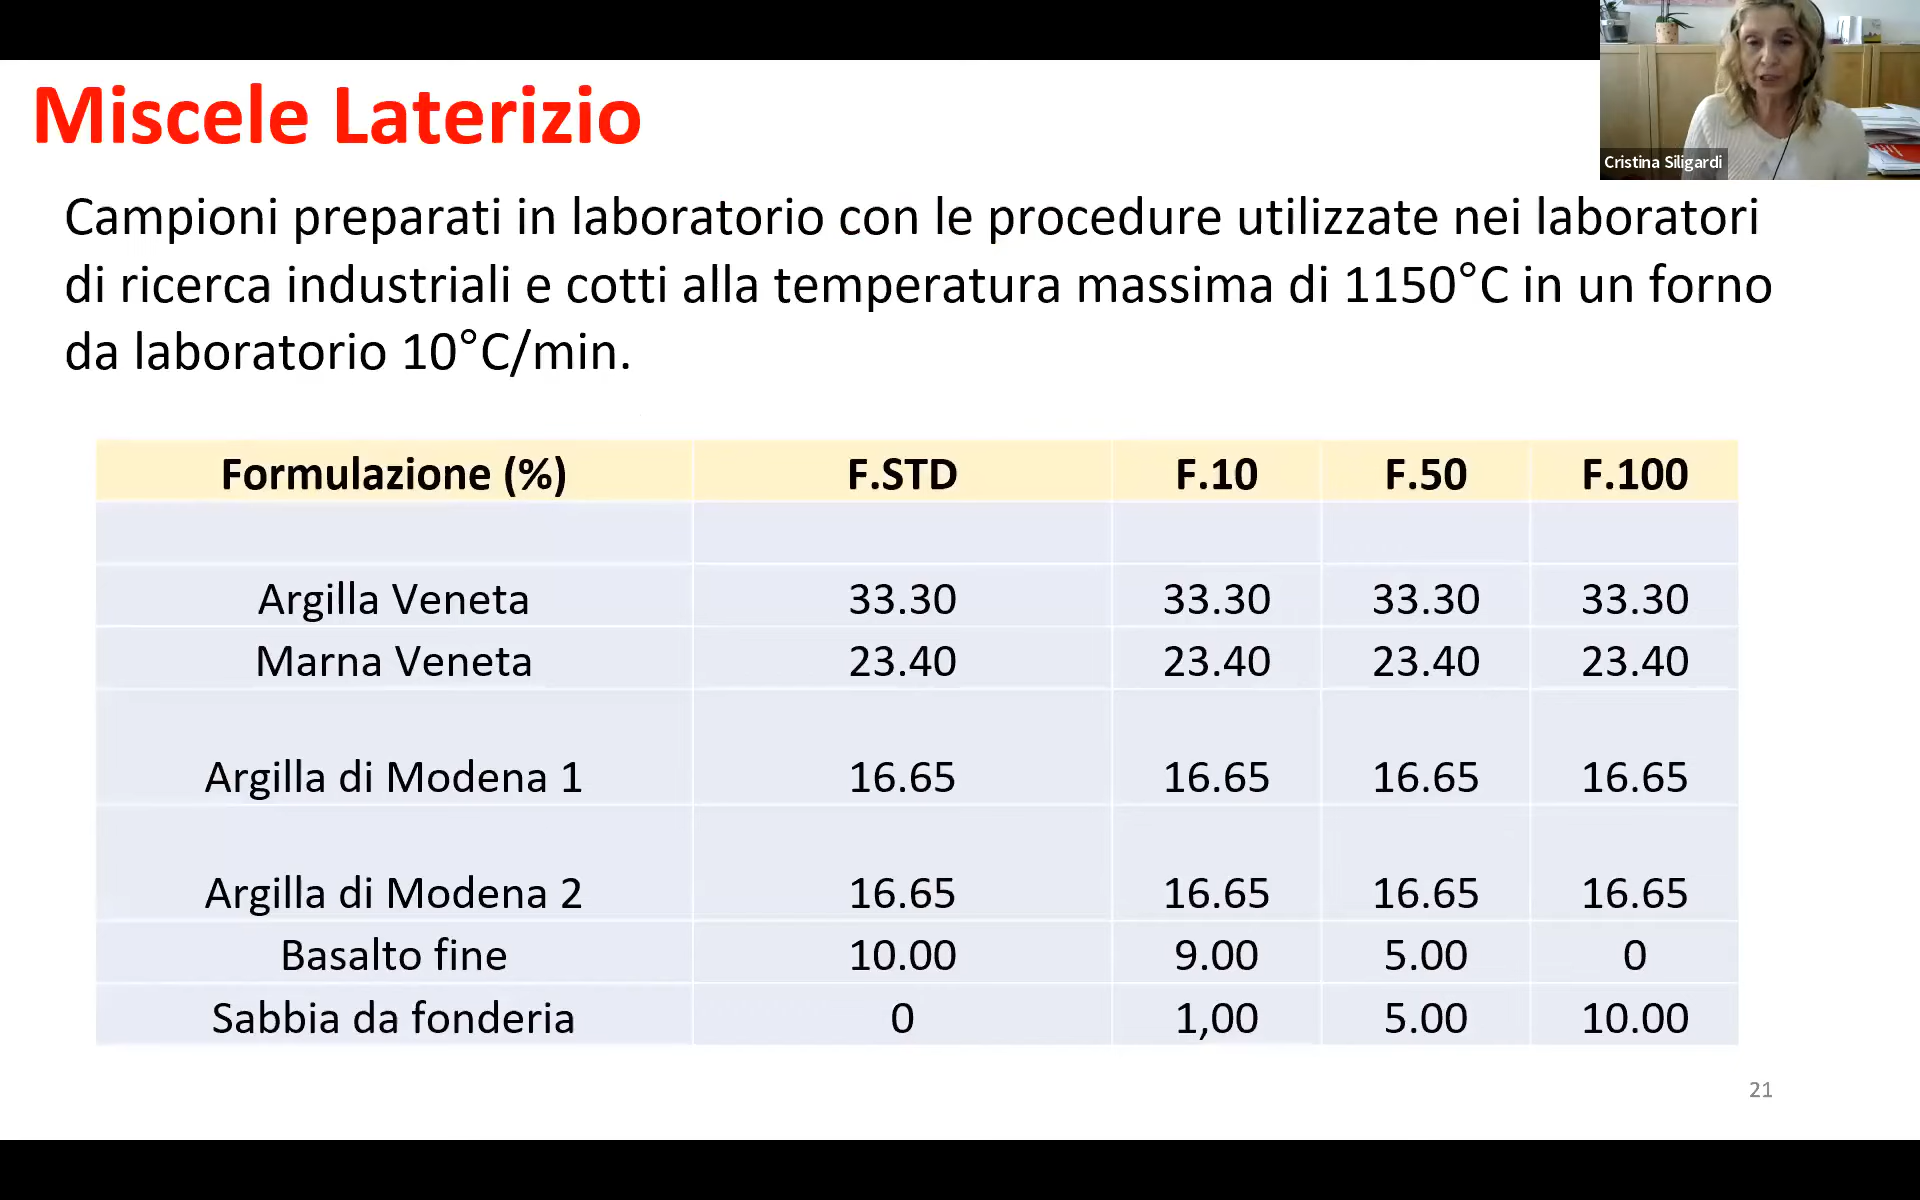 Cristina Siligardi
Miscele Laterizio
Campioni preparati in laboratorio con le procedure utilizzate nei laboratori
di ricerca industriali e cotti alla temperatura massima di 1150°C in un forno
da laboratorio 10°C/min.
Formulazione (%) F.STD F.10 F.50 F.100
Argilla Veneta 33.30 33.30 33.30 33.30
Marna Veneta 23.40 23.40 23.40 23.40
Argilla di Modena 1 16.65 16.65 16.65 16.65
Argilla di Modena 2 16.65 16.65 16.65 16.65
Basalto fine 10.00 9.00 5.00 0
Sabbia da fonderia 0 1,00 5.00 10.00
21